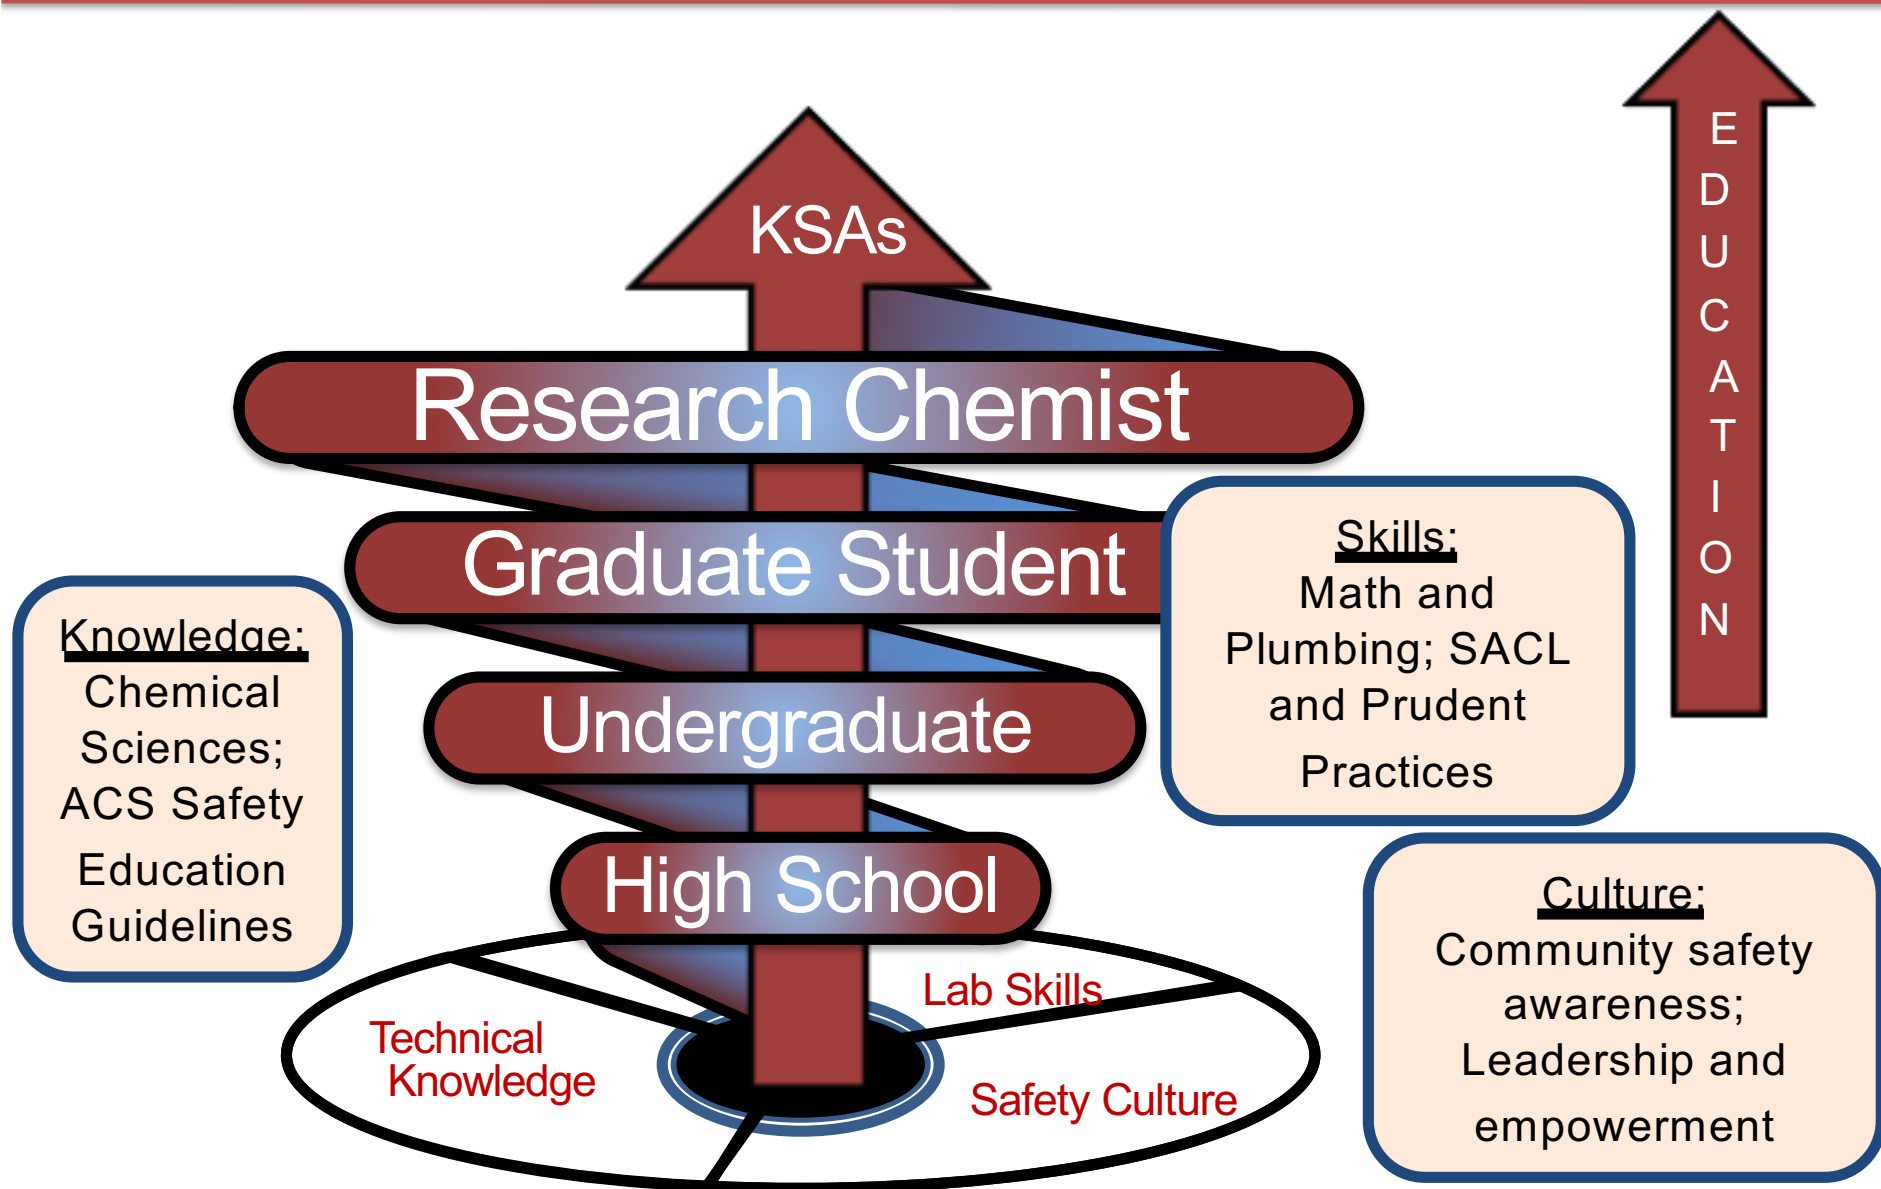 KSAs
Research Chemist
Graduate Student
Undergraduate
High School
Lab Skills
Technical
Knowledge
Safety Culture
Knowledge:
Chemical
Sciences;
ACS Safety
Education
Guidelines
Skills:
Math and
Plumbing; SACL
and Prudent
Practices
Culture:
Community safety
awareness;
Leadership and
empowerment
E
D
U
C
A
T
I
O
N